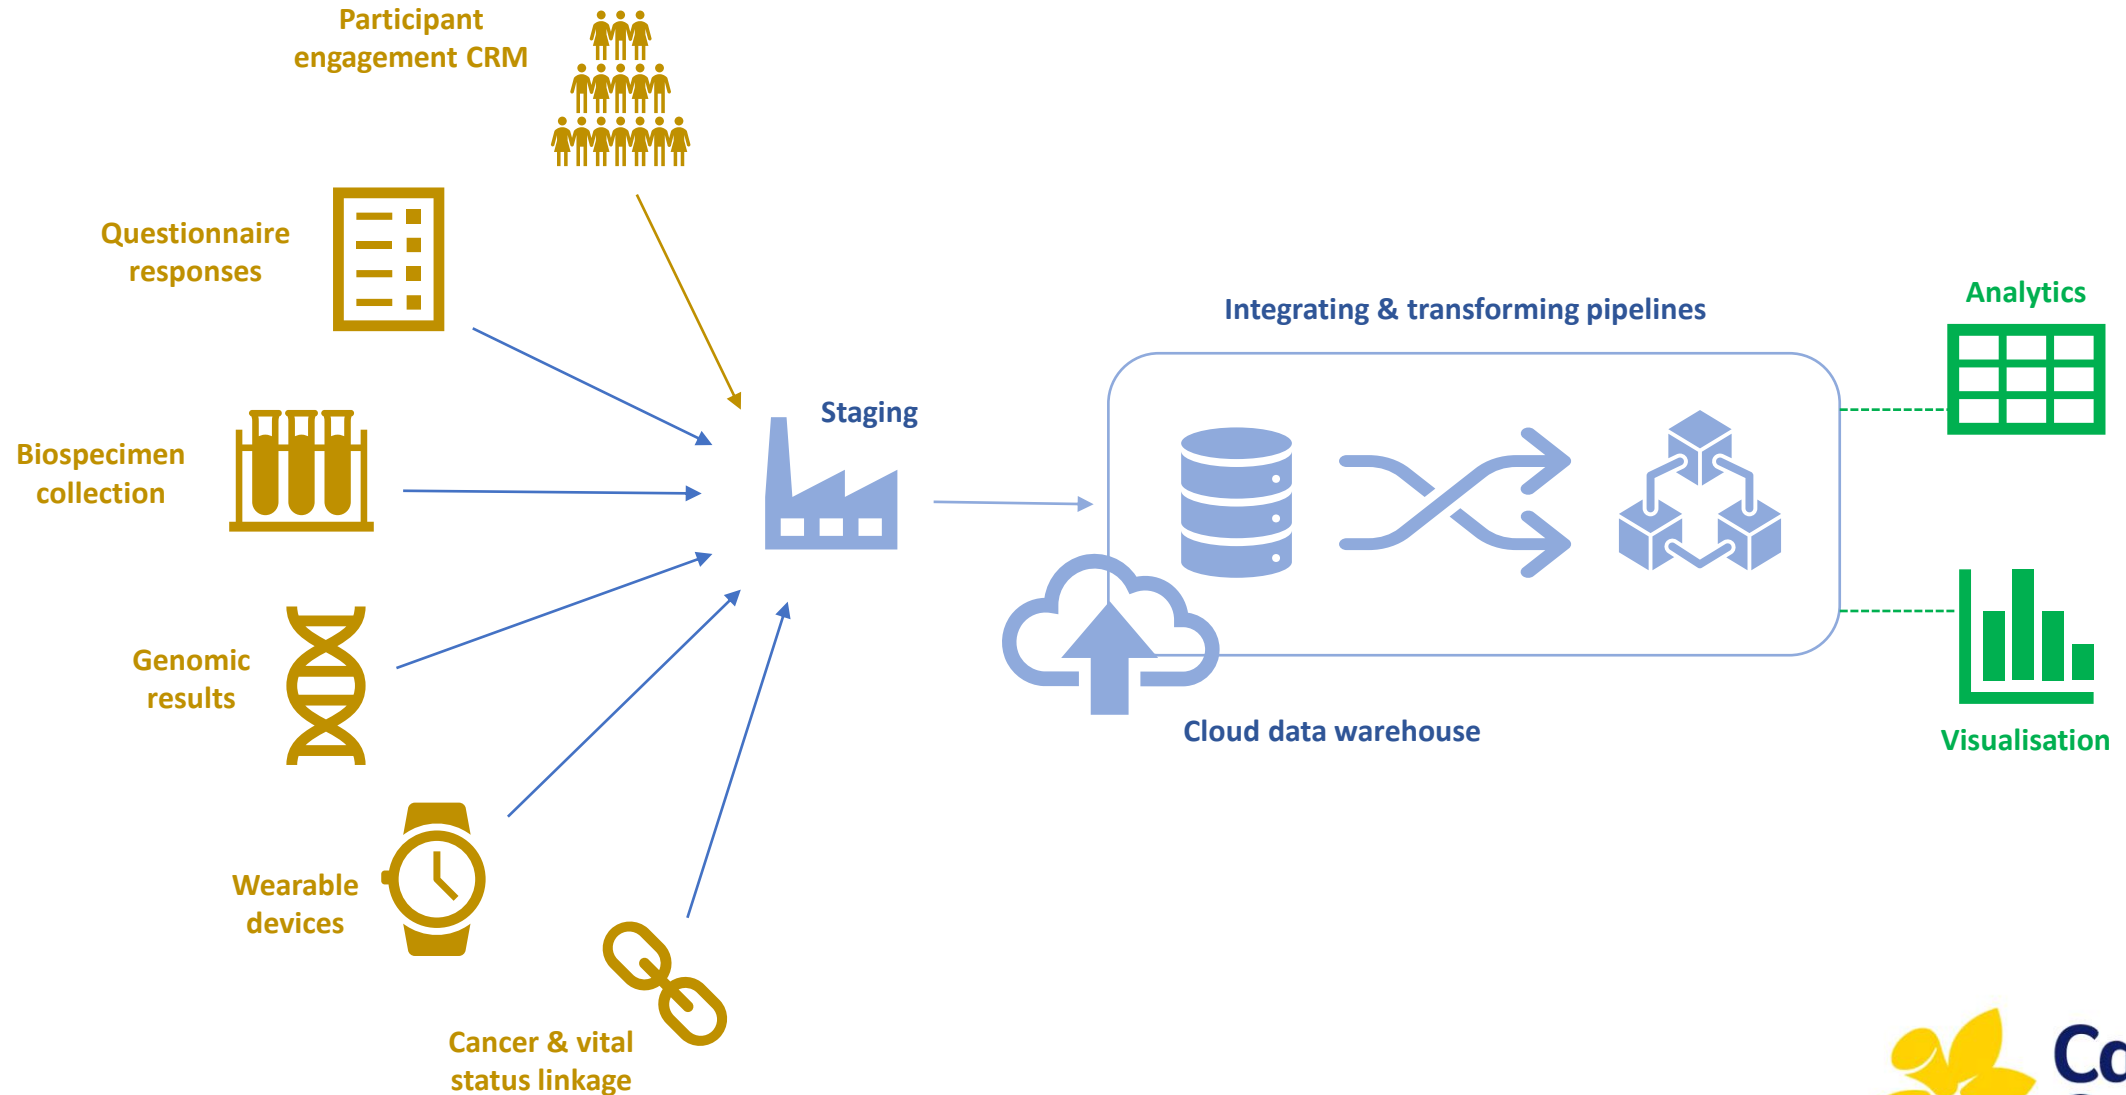 Participant
engagement CRM
Questionnaire
responses
Biospecimen
collection
Genomic
results
Wearable
devices
Cancer & vital
status linkage
Staging
Integrating & transforming pipelines
Cloud data warehouse
Analytics
Visualisation